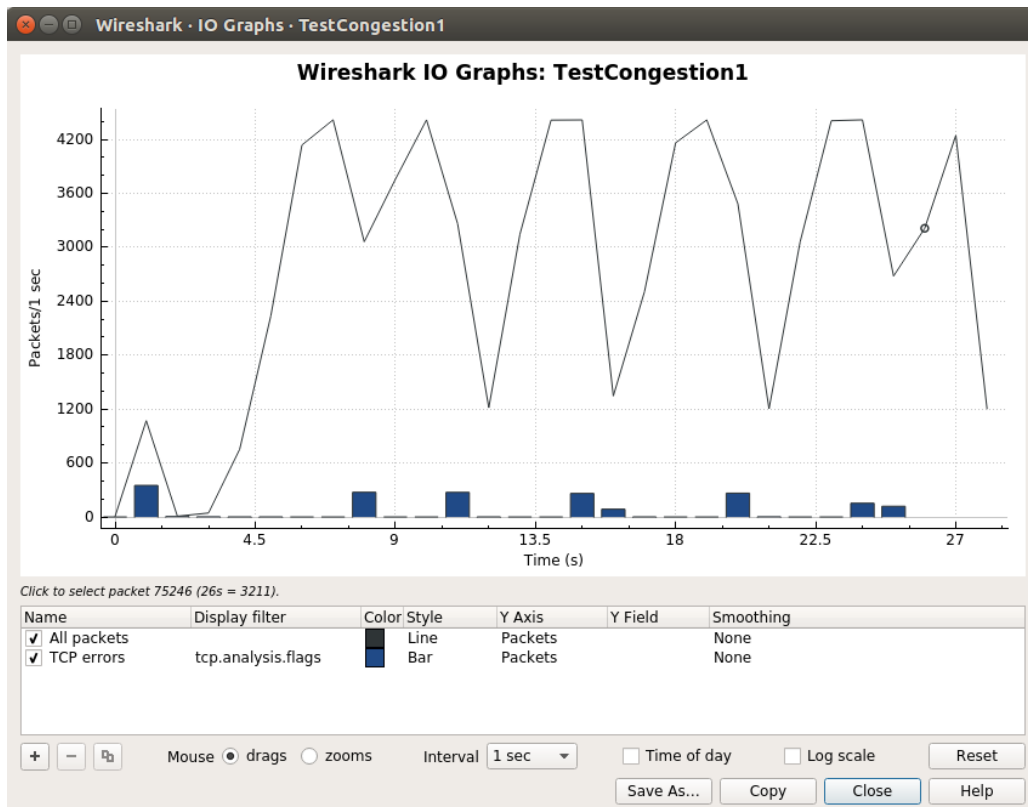 Wireshark · IO Graphs · TestCongestion1
Wireshark IO Graphs: TestCongestion1
Packets/1 sec
4200
3600
3000
2400
1800
1200
600
0
0 4.5 9 13.5 18 22.5 27
Time (s)
Click to select packet 75246 (26s = 3211).
Name Display filter Color Style Y Axis Y Field Smoothing
All packets Line Packets None
TCP errors tcp.analysis.flags Bar Packets None
+ − Mouse drags zooms Interval 1 sec Time of day Log scale Reset
Save As... Copy Close Help